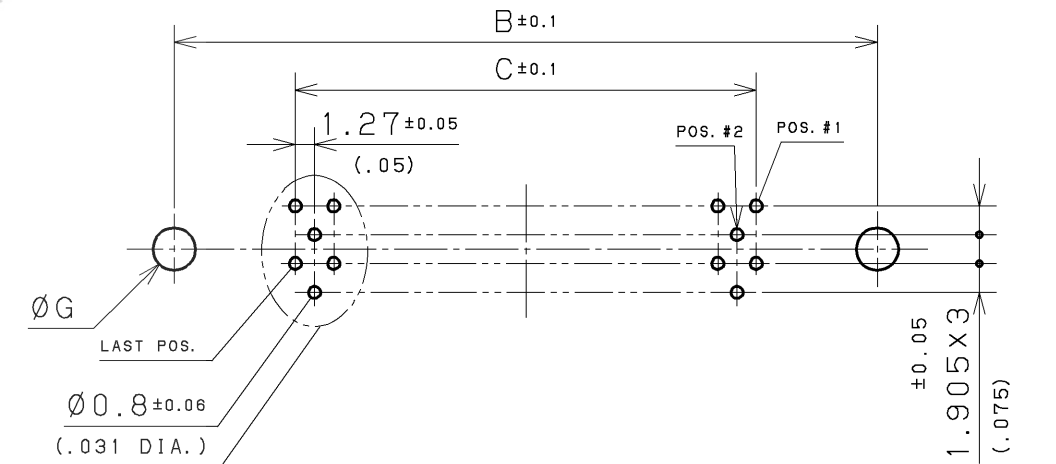 B±0.1
C±0.1
1.27±0.05
(.05)
POS. #2
POS. #1
ØG
LAST POS.
Ø0.8±0.06
(.031 DIA.)
±0.05
1.905X3
(.075)